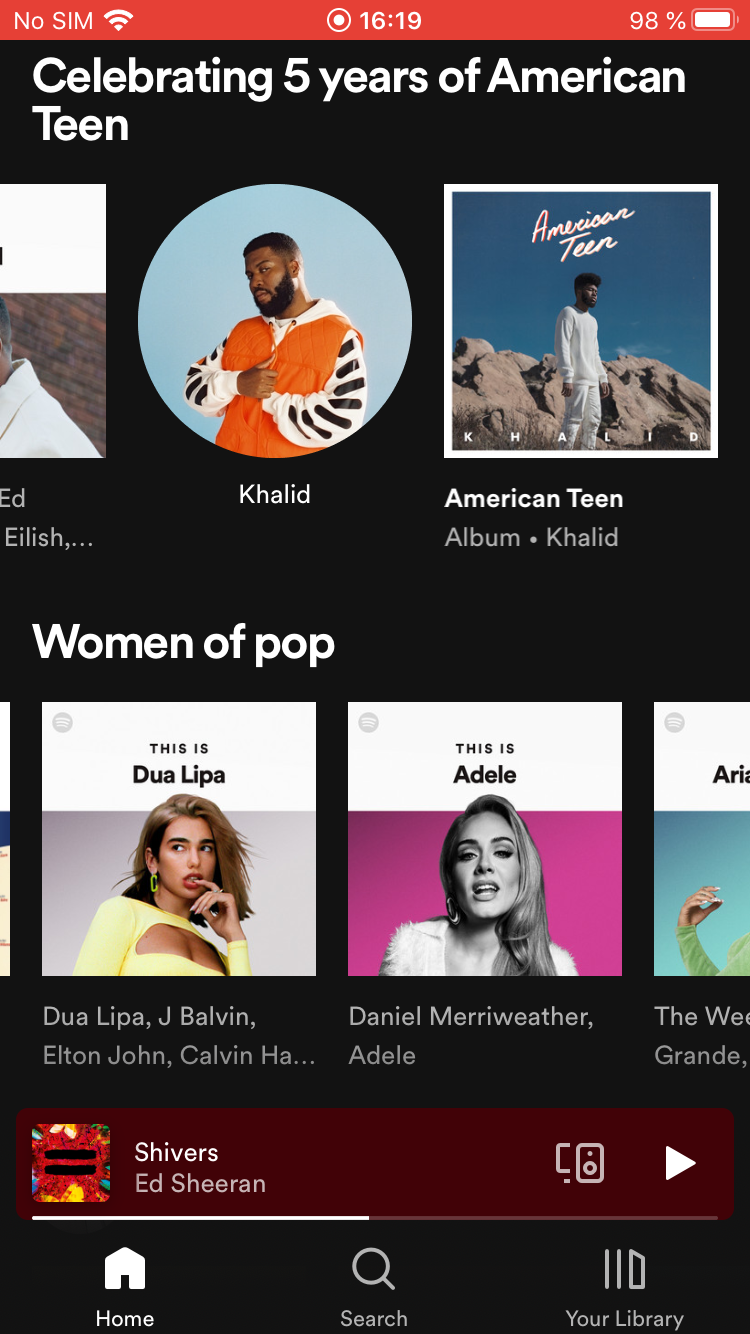 No SIM 16:19 98 %
Celebrating 5 years of American
Teen
American
Teen
KHALID
Ed
Khalid
American Teen
Eilish,...
Album • Khalid
Women of pop
THIS IS
Dua Lipa
THIS IS
Adele
Dua Lipa, J Balvin,
Elton John, Calvin Ha...
Daniel Merriweather,
Adele
The
Grande,
Shivers
Ed Sheeran
Home
Search
Your Library